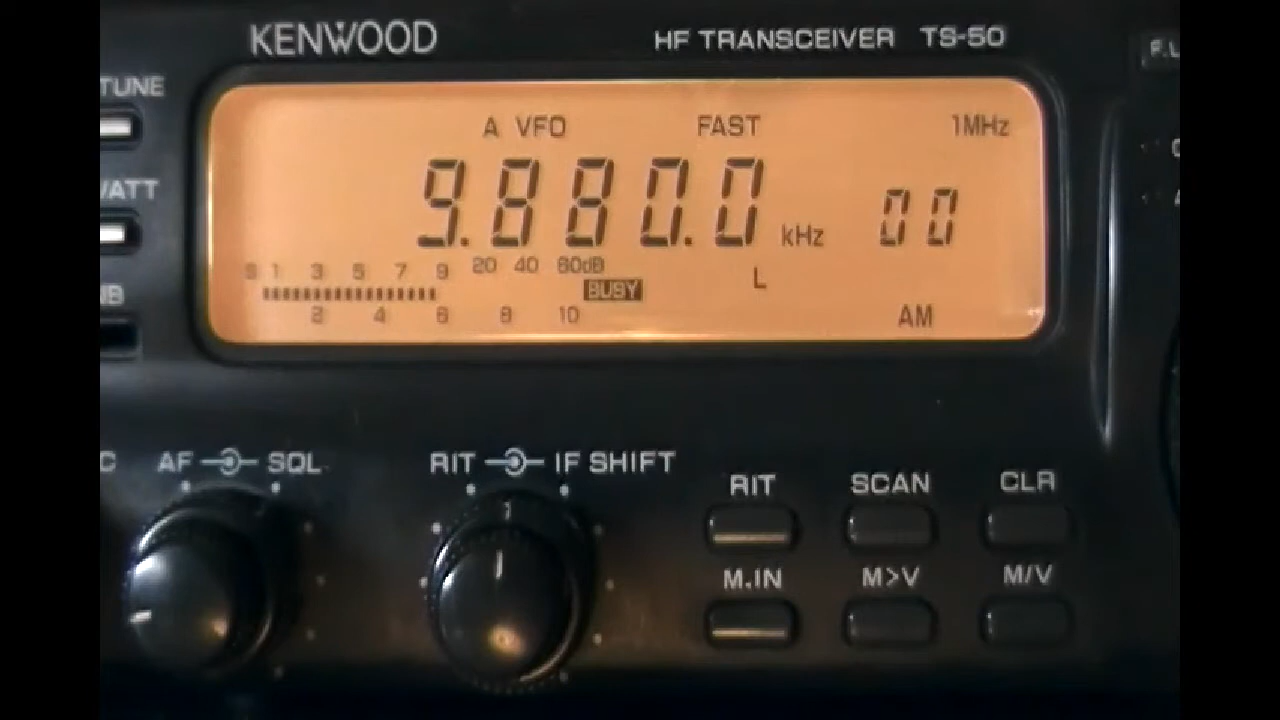 KENWOOD HF TRANSCEIVER TS-50
F.L
TUNE
A VFO FAST 1MHz
9.880.0 kHz 00
WATT
S 1 3 5 7 9 20 40 60dB
BUSY L
NB
2 4 6 8 10 AM
C AF SQL RIT IF SHIFT
RIT SCAN CLR
M.IN M>V M/V